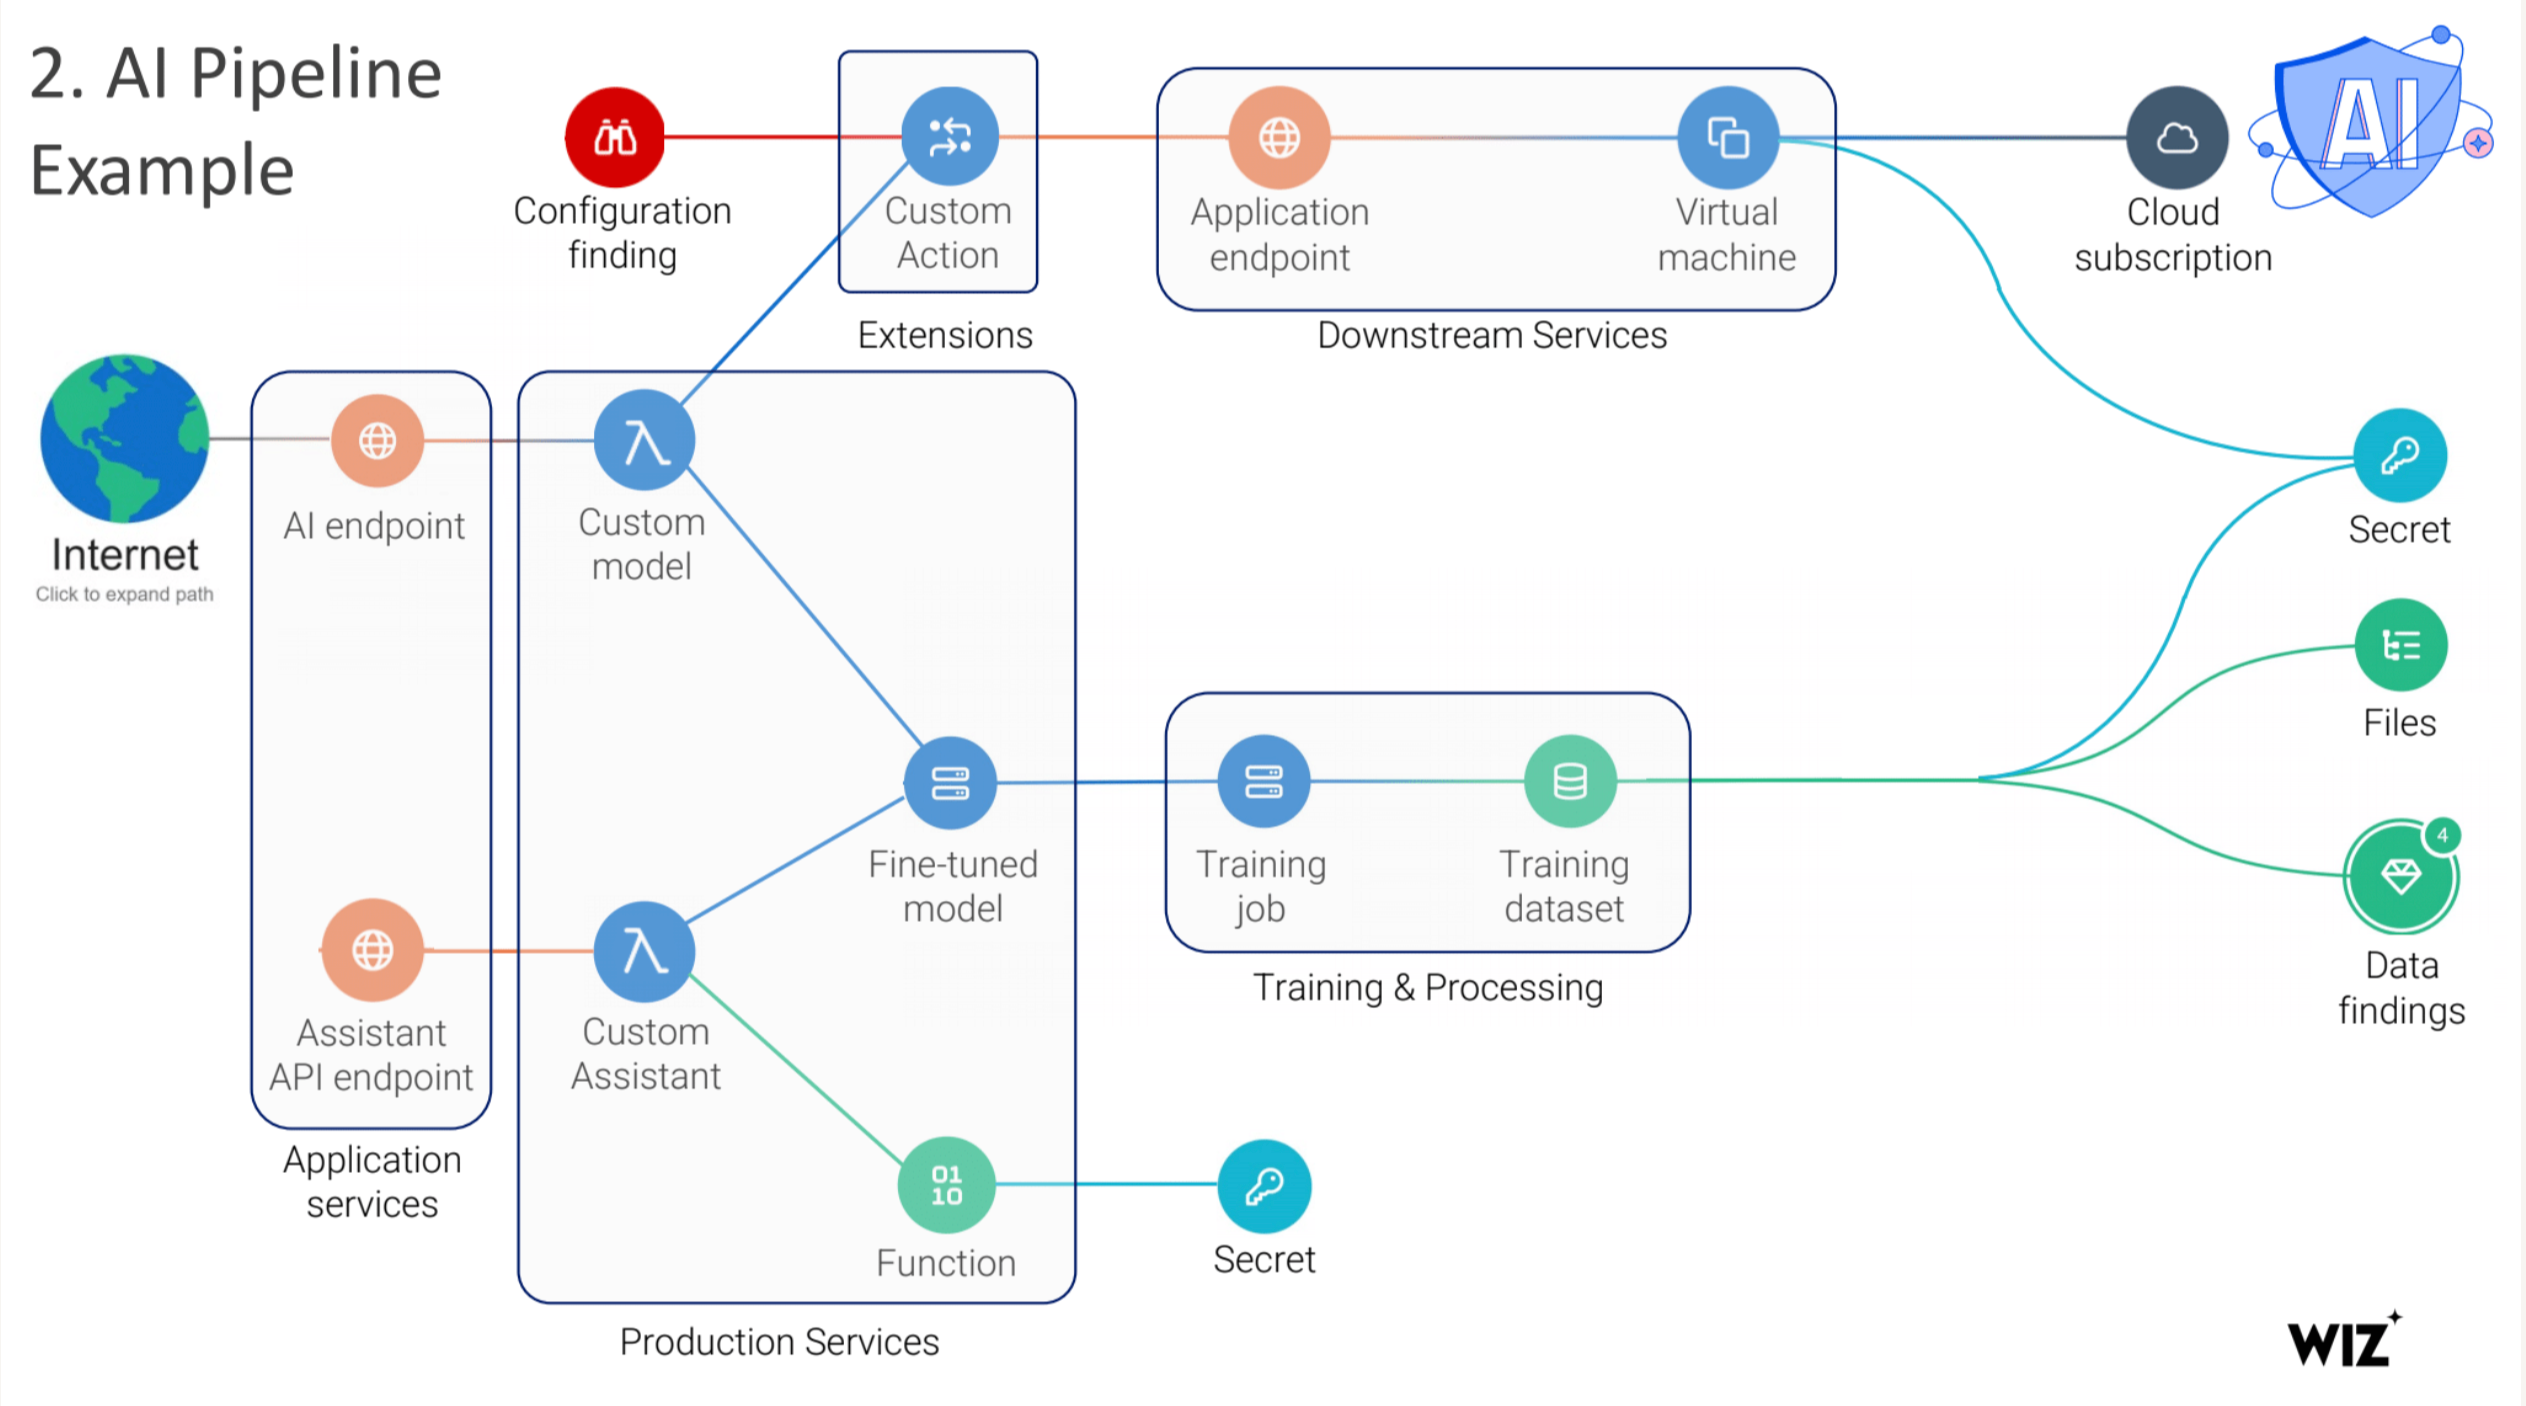 2. AI Pipeline
Example
Configuration
finding
Custom
Action
Extensions
Application
endpoint
Virtual
machine
Downstream Services
Cloud
subscription
AI
Internet
Click to expand path
AI endpoint
Custom
model
Secret
Files
4
Data
findings
Fine-tuned
model
Training
job
Training
dataset
Training & Processing
Assistant
API endpoint
Application
services
Custom
Assistant
01
10
Function
Secret
Production Services
WIZ